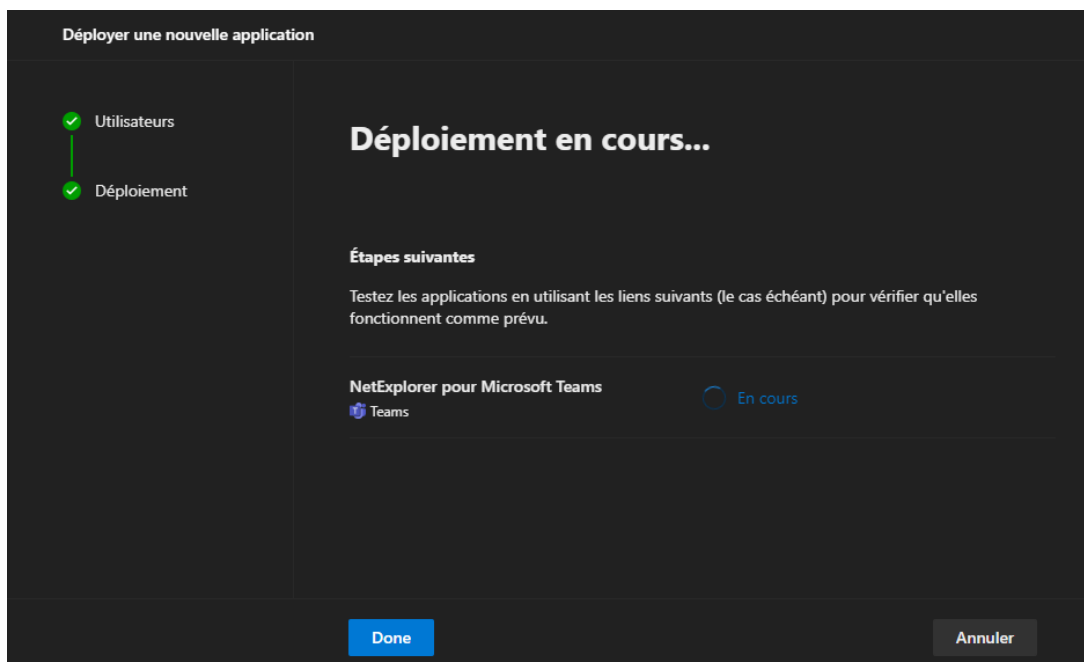 Déployer une nouvelle application
Utilisateurs
Déploiement
Déploiement en cours...
Étapes suivantes
Testez les applications en utilisant les liens suivants (le cas échéant) pour vérifier qu'elles
fonctionnent comme prévu.
NetExplorer pour Microsoft Teams
En cours
Teams
Done
Annuler